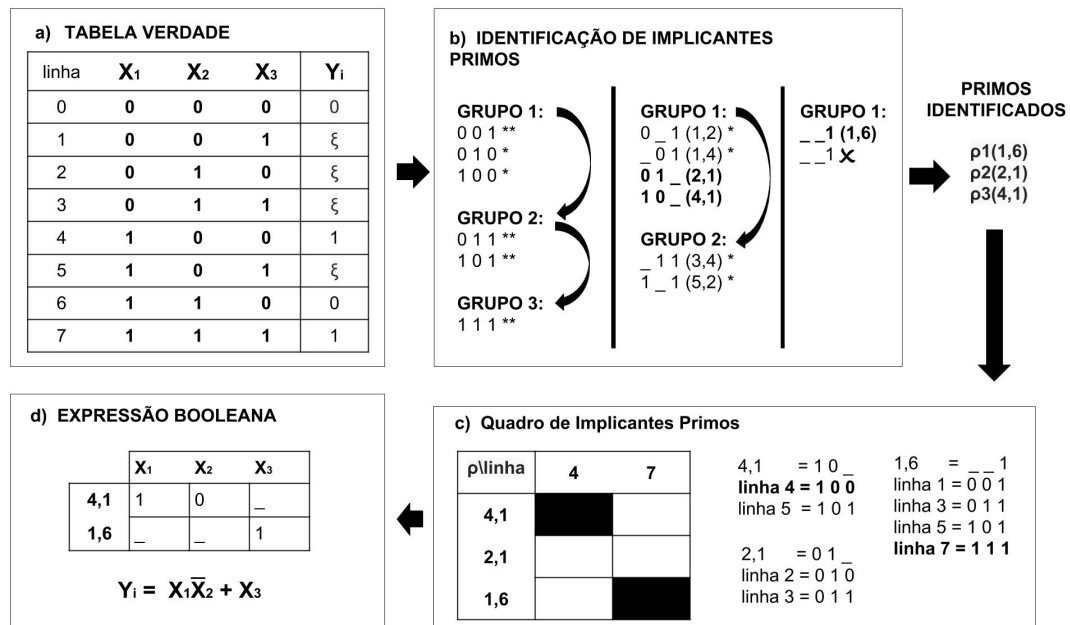 a) TABELA VERDADE
linha X1 X2 X3 Yi
0 0 0 0 0
1 0 0 1 ξ
2 0 1 0 ξ
3 0 1 1 ξ
4 1 0 0 1
5 1 0 1 ξ
6 1 1 0 0
7 1 1 1 1
b) IDENTIFICAÇÃO DE IMPLICANTES
PRIMOS
GRUPO 1:
0 0 1 **
0 1 0 *
1 0 0 *
GRUPO 2:
0 1 1 **
1 0 1 **
GRUPO 3:
1 1 1 **
GRUPO 1:
0 _ 1 (1,2) *
_ 0 1 (1,4) *
0 1 _ (2,1)
1 0 _ (4,1)
GRUPO 2:
_ 1 1 (3,4) *
1 _ 1 (5,2) *
GRUPO 1:
_ _ 1 (1,6)
_ _ 1 x
PRIMOS
IDENTIFICADOS
ρ1(1,6)
ρ2(2,1)
ρ3(4,1)
c) Quadro de Implicantes Primos
ρ\linha 4 7
4,1
2,1
1,6
4,1 = 1 0 _
linha 4 = 1 0 0
linha 5 = 1 0 1
2,1 = 0 1 _
linha 2 = 0 1 0
linha 3 = 0 1 1
1,6 = _ _ 1
linha 1 = 0 0 1
linha 3 = 0 1 1
linha 5 = 1 0 1
linha 7 = 1 1 1
d) EXPRESSÃO BOOLEANA
X1 X2 X3
4,1 1 0 _
1,6 _ _ 1
Yi = X1X̅2 + X3